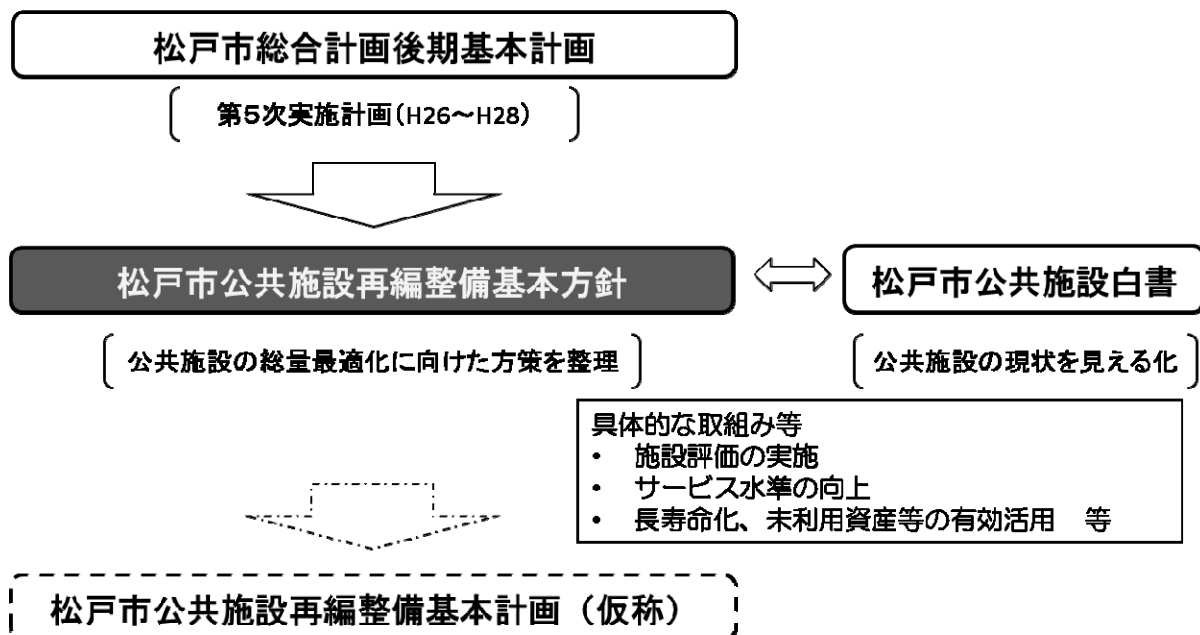 松戸市総合計画後期基本計画
第5次実施計画(H26～H28)
松戸市公共施設再編整備基本方針
松戸市公共施設白書
公共施設の総量最適化に向けた方策を整理
公共施設の現状を見える化
具体的な取組み等
• 施設評価の実施
• サービス水準の向上
• 長寿命化、未利用資産等の有効活用 等
松戸市公共施設再編整備基本計画（仮称）